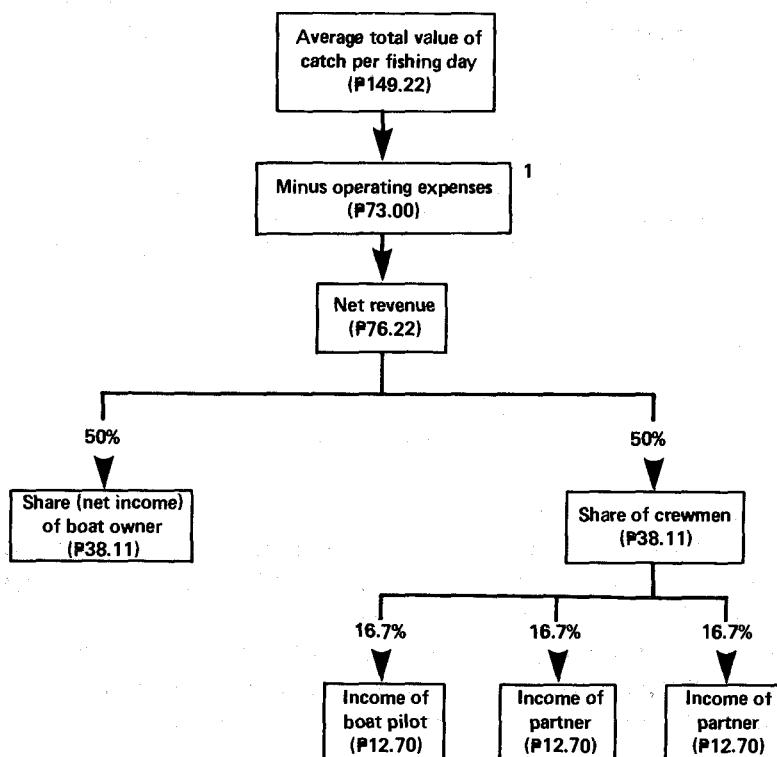 Average total value of
catch per fishing day
(₱149.22)
1
Minus operating expenses
(₱73.00)
Net revenue
(₱76.22)
50%
50%
Share (net income)
of boat owner
(₱38.11)
Share of crewmen
(₱38.11)
16.7%
16.7%
16.7%
Income of
boat pilot
(₱12.70)
Income of
partner
(₱12.70)
Income of
partner
(₱12.70)